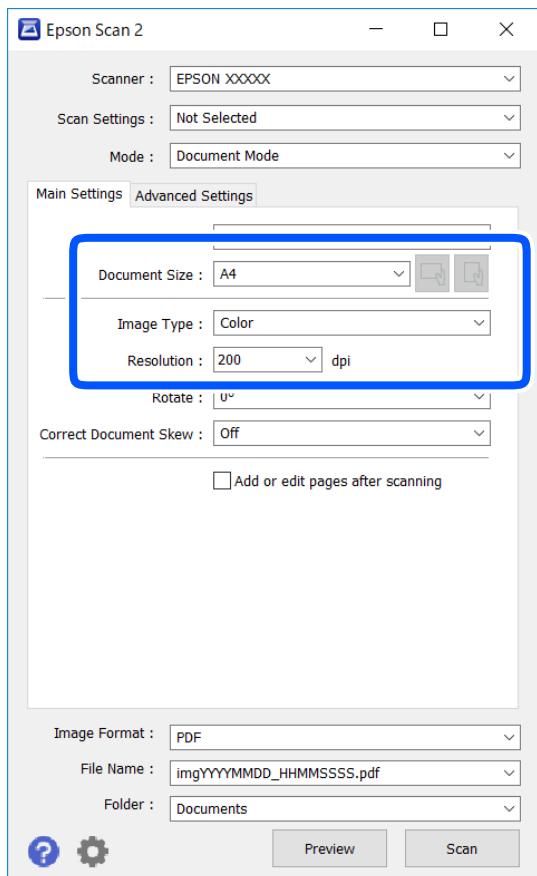 Epson Scan 2
Scanner : EPSON XXXXX
Scan Settings : Not Selected
Mode : Document Mode
Main Settings Advanced Settings
Document Size : A4
Image Type : Color
Resolution : 200 dpi
Rotate : 0°
Correct Document Skew : Off
Add or edit pages after scanning
Image Format : PDF
File Name : imgYYYYMMDD_HHMMSSSS.pdf
Folder : Documents
? Preview Scan